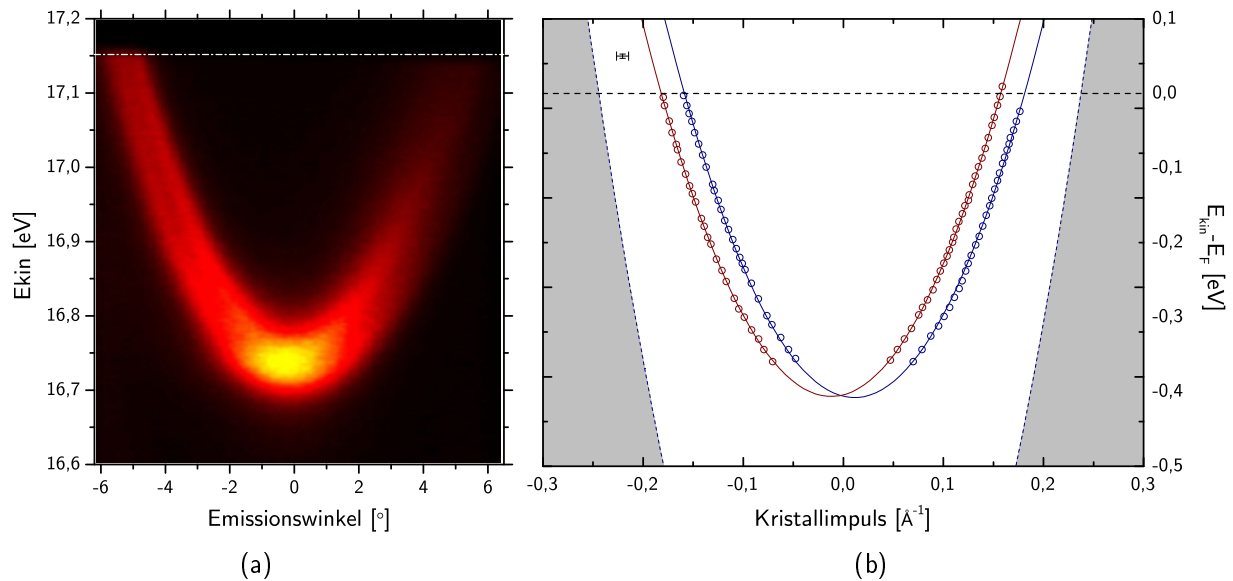 17,2
17,1
17,0
16,9
16,8
16,7
16,6
Ekin [eV]
-6 -4 -2 0 2 4 6
Emissionswinkel [°]
(a)
0,1
0,0
-0,1
-0,2
-0,3
-0,4
-0,5
E_kin-E_F [eV]
-0,3 -0,2 -0,1 0,0 0,1 0,2 0,3
Kristallimpuls [Å⁻¹]
(b)